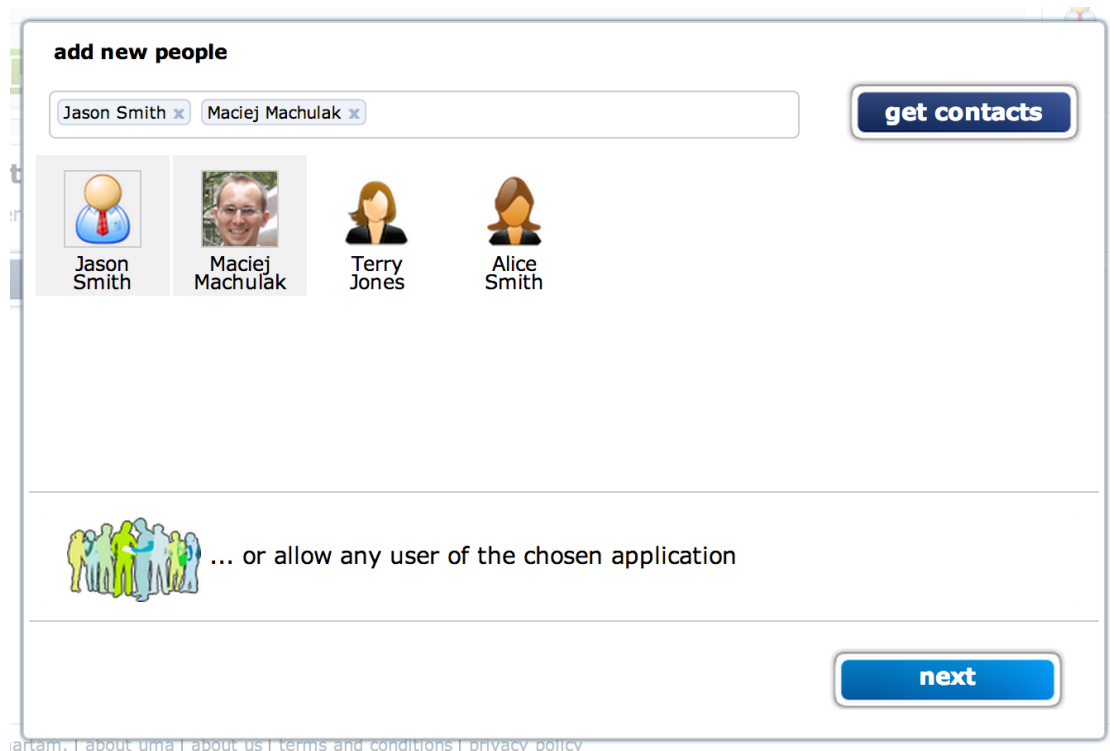 add new people
Jason Smith x Maciej Machulak x
get contacts
Jason Smith
Maciej Machulak
Terry Jones
Alice Smith
... or allow any user of the chosen application
next
about uma | about us | terms and conditions | privacy policy